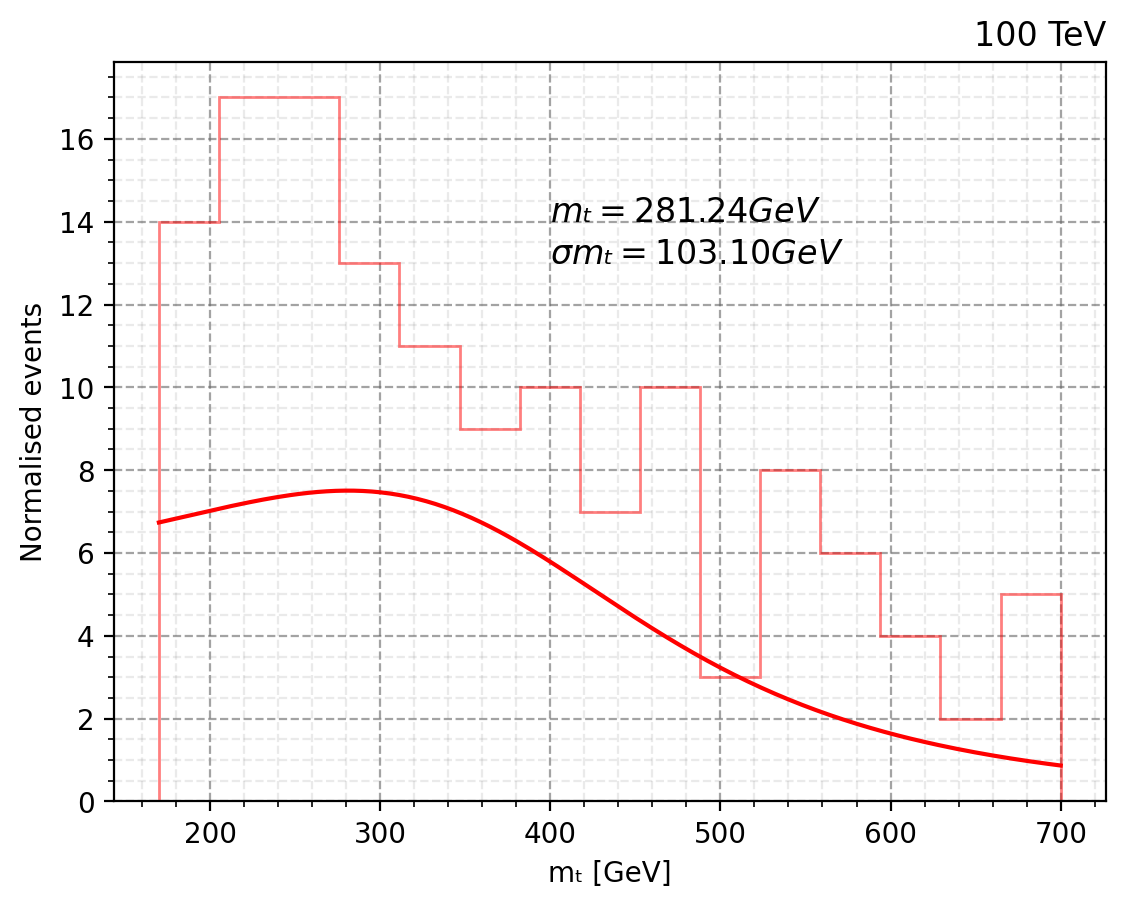 100 TeV
Normalised events
16
14
12
10
8
6
4
2
0
mₜ = 281.24GeV
σmₜ = 103.10GeV
200 300 400 500 600 700
mₜ [GeV]